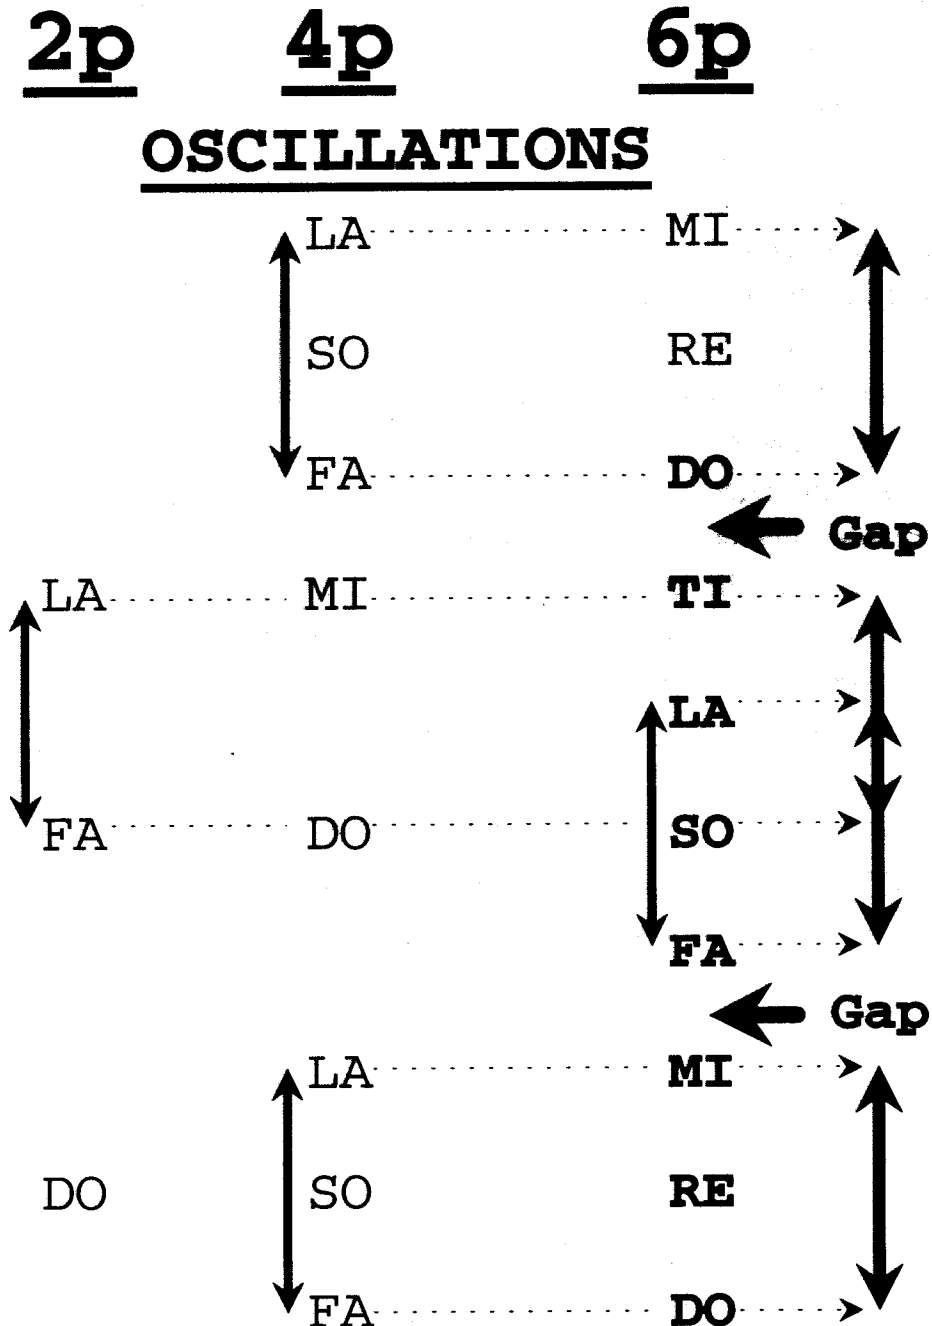 2p 4p 6p
OSCILLATIONS
LA MI
SO RE
FA DO
Gap
LA MI TI
LA
FA DO SO
FA
Gap
LA MI
DO SO RE
FA DO